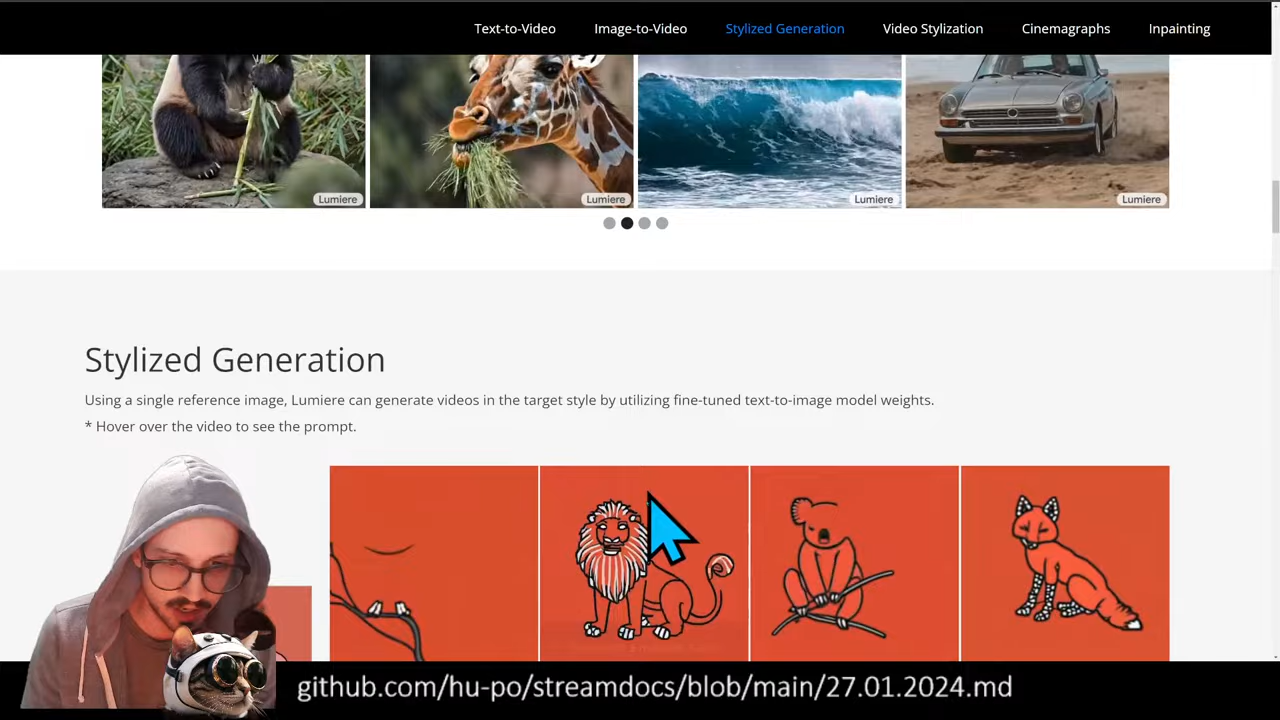 Text-to-Video Image-to-Video Stylized Generation Video Stylization Cinemagraphs Inpainting
Lumiere Lumiere Lumiere Lumiere
Stylized Generation
Using a single reference image, Lumiere can generate videos in the target style by utilizing fine-tuned text-to-image model weights.
* Hover over the video to see the prompt.
github.com/hu-po/streamdocs/blob/main/27.01.2024.md